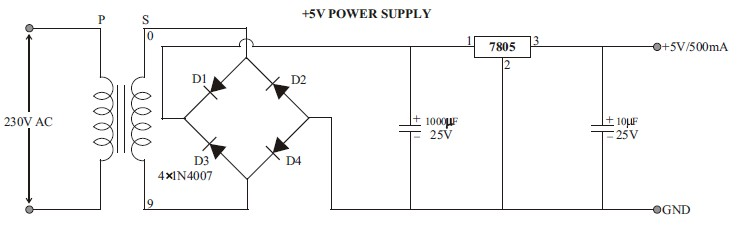 +5V POWER SUPPLY
P S
0
1 7805 3
+5V/500mA
2
D1 D2
230V AC
+ 1000µF
− 25V
+ 10µF
− 25V
D3 D4
4×1N4007
9
GND